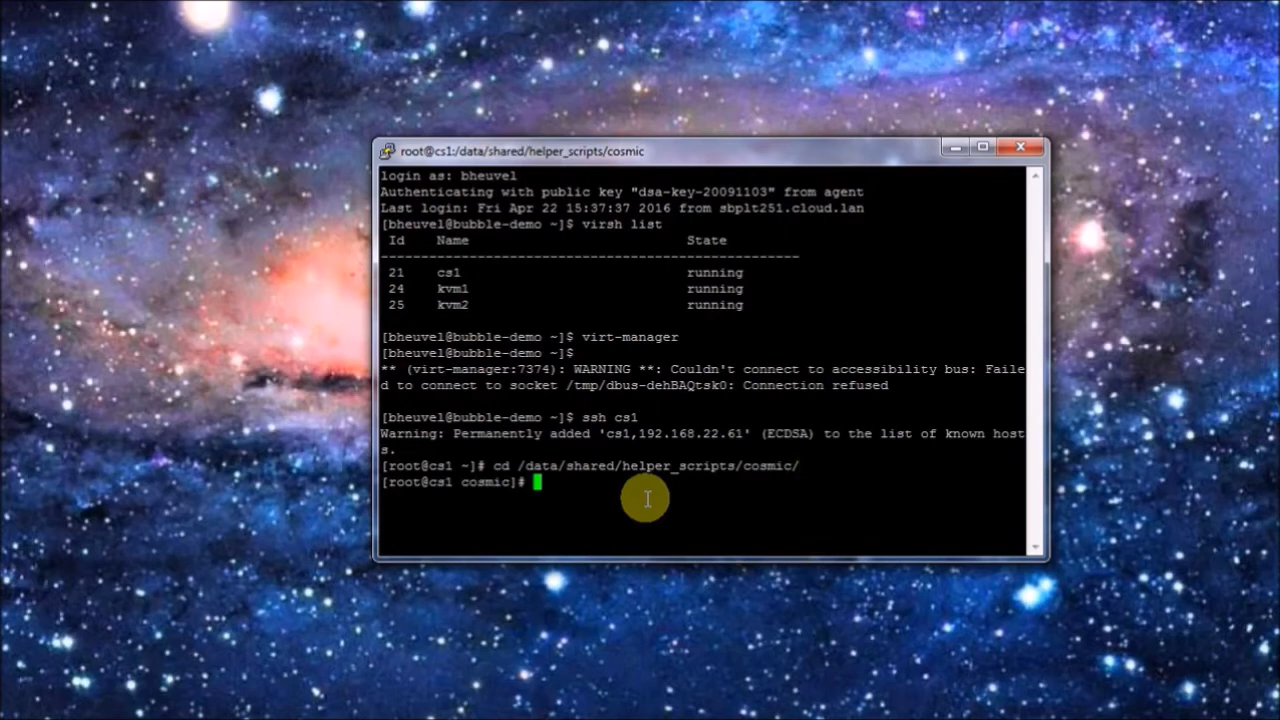 root@cs1:/data/shared/helper_scripts/cosmic
login as: bheuvel
Authenticating with public key "dsa-key-20091103" from agent
Last login: Fri Apr 22 15:37:37 2016 from sbplt251.cloud.lan
[bheuvel@bubble-demo ~]$ virsh list
Id Name State
----------------------------------------------------
21 cs1 running
24 kvm1 running
25 kvm2 running
[bheuvel@bubble-demo ~]$ virt-manager
[bheuvel@bubble-demo ~]$
** (virt-manager:7374): WARNING **: Couldn't connect to accessibility bus: Faile
d to connect to socket /tmp/dbus-dehBAQtsk0: Connection refused
[bheuvel@bubble-demo ~]$ ssh cs1
Warning: Permanently added 'cs1,192.168.22.61' (ECDSA) to the list of known host
s.
[root@cs1 ~]# cd /data/shared/helper_scripts/cosmic/
[root@cs1 cosmic]#